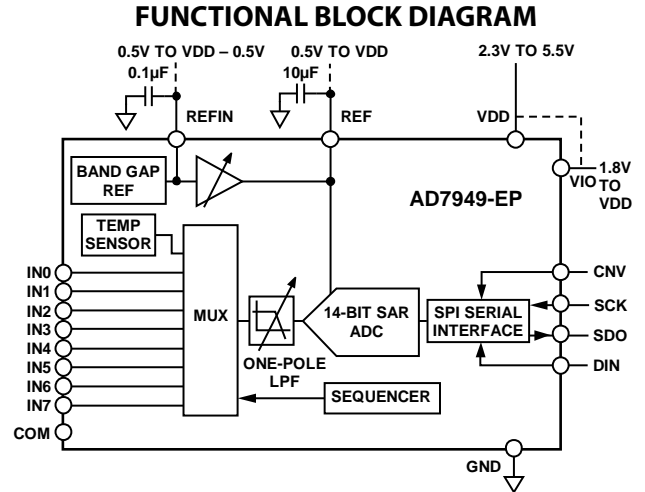 FUNCTIONAL BLOCK DIAGRAM
0.5V TO VDD – 0.5V
0.5V TO VDD
2.3V TO 5.5V
0.1µF
10µF
REFIN
REF
VDD
BAND GAP
REF
VIO
1.8V
TO
VDD
AD7949-EP
TEMP
SENSOR
IN0
IN1
IN2
IN3
IN4
IN5
IN6
IN7
COM
MUX
ONE-POLE
LPF
14-BIT SAR
ADC
SPI SERIAL
INTERFACE
CNV
SCK
SDO
DIN
SEQUENCER
GND